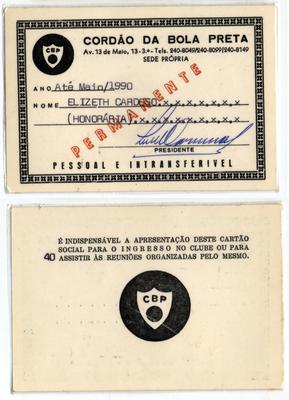 CBP
CORDÃO DA BOLA PRETA
Av. 13 de Maio, 13 - 3.º - Tels. 240-8049/240-8099/240-8149
SEDE PRÓPRIA
ANO Até Maio/1990
NOME ELIZETH CARDOSO.x.x.x.x.x.x.x
(HONORÁRIA)x.x.x.x.x.x.x.x.x
PERMANENTE
PRESIDENTE
PESSOAL E INTRANSFERIVEL
É INDISPENSÁVEL A APRESENTAÇÃO DESTE CARTÃO
SOCIAL PARA O INGRESSO NO CLUBE OU PARA
40 ASSISTIR ÀS REUNIÕES ORGANIZADAS PELO MESMO.
CBP